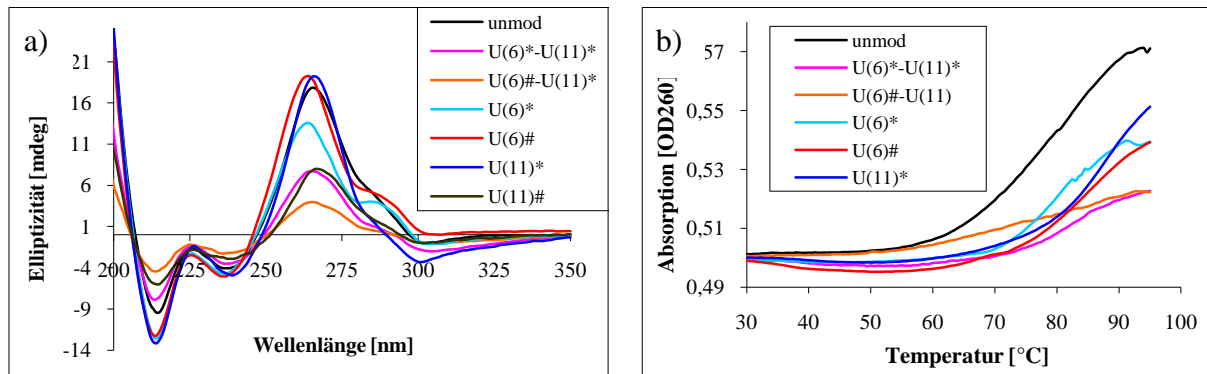 a)
unmod
U(6)*-U(11)*
U(6)#-U(11)*
U(6)*
U(6)#
U(11)*
U(11)#
Elliptizität [mdeg]
21
16
11
6
1
-4
-9
-14
200
225
250
275
300
325
350
Wellenlänge [nm]
b)
unmod
U(6)*-U(11)*
U(6)#-U(11)
U(6)*
U(6)#
U(11)*
Absorption [OD260]
57
0,55
0,53
0,51
0,49
30
40
50
60
70
80
90
100
Temperatur [°C]